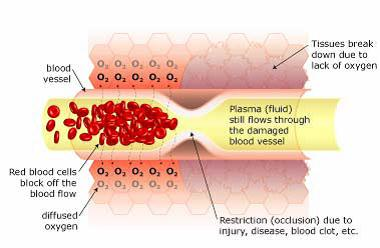 O₂ O₂ O₂ O₂ O₂
O₂ O₂ O₂ O₂ O₂
Tissues break
down due to
lack of oxygen
blood
vessel
Plasma (fluid)
still flows through
the damaged
blood vessel
Red blood cells
block off the
blood flow
O₂ O₂ O₂ O₂ O₂
O₂ O₂ O₂ O₂ O₂
diffused
oxygen
Restriction (occlusion) due to
injury, disease, blood clot, etc.